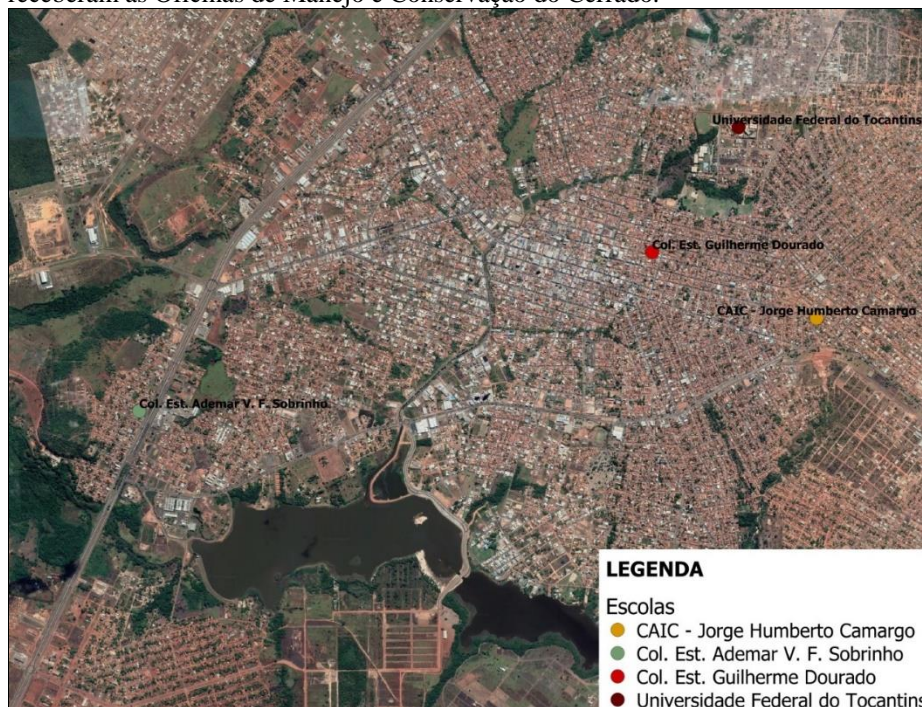 receberam as Oficinas de Manejo e Conservação do Cerrado.
Universidade Federal do Tocantins
Col. Est. Guilherme Dourado
CAIC - Jorge Humberto Camargo
Col. Est. Ademar V. F. Sobrinho
LEGENDA
Escolas
CAIC - Jorge Humberto Camargo
Col. Est. Ademar V. F. Sobrinho
Col. Est. Guilherme Dourado
Universidade Federal do Tocantins